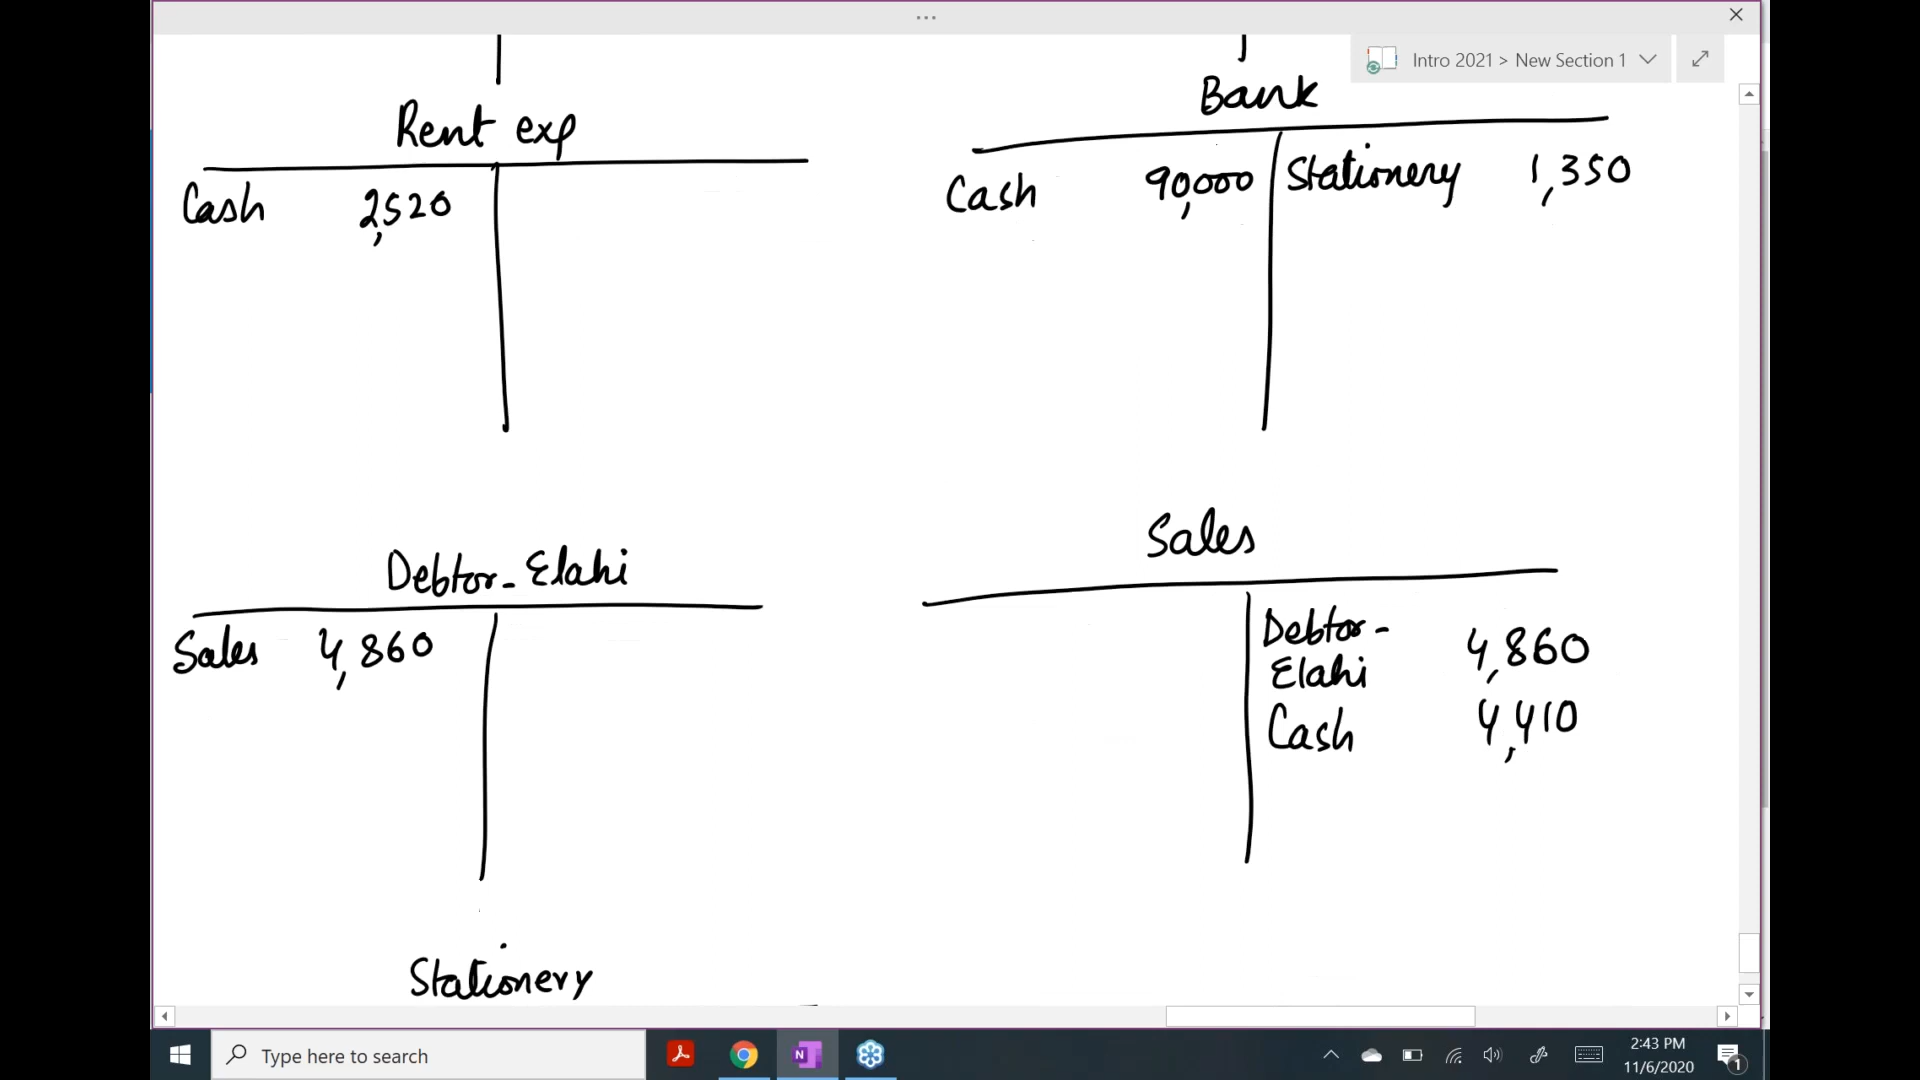 ...
Intro 2021 > New Section 1
Rent exp
Cash 2,520
Bank
Cash 90,000 Stationery 1,350
Debtor - Elahi
Sales 4,860
Sales
Debtor - 4,860
Elahi
Cash 4,410
Stationery
Type here to search
N
2:43 PM
11/6/2020
1